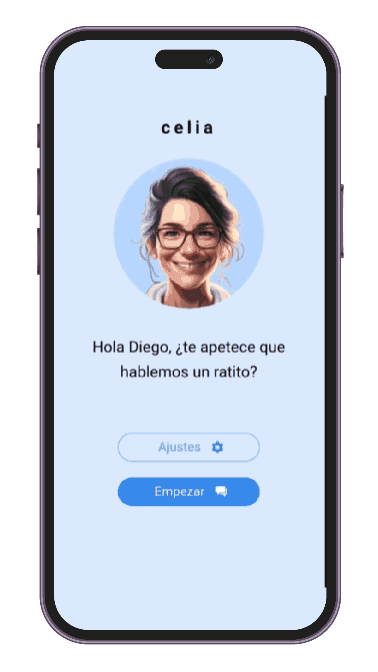 celia
Hola Diego, ¿te apetece que
hablemos un ratito?
Ajustes
Empezar